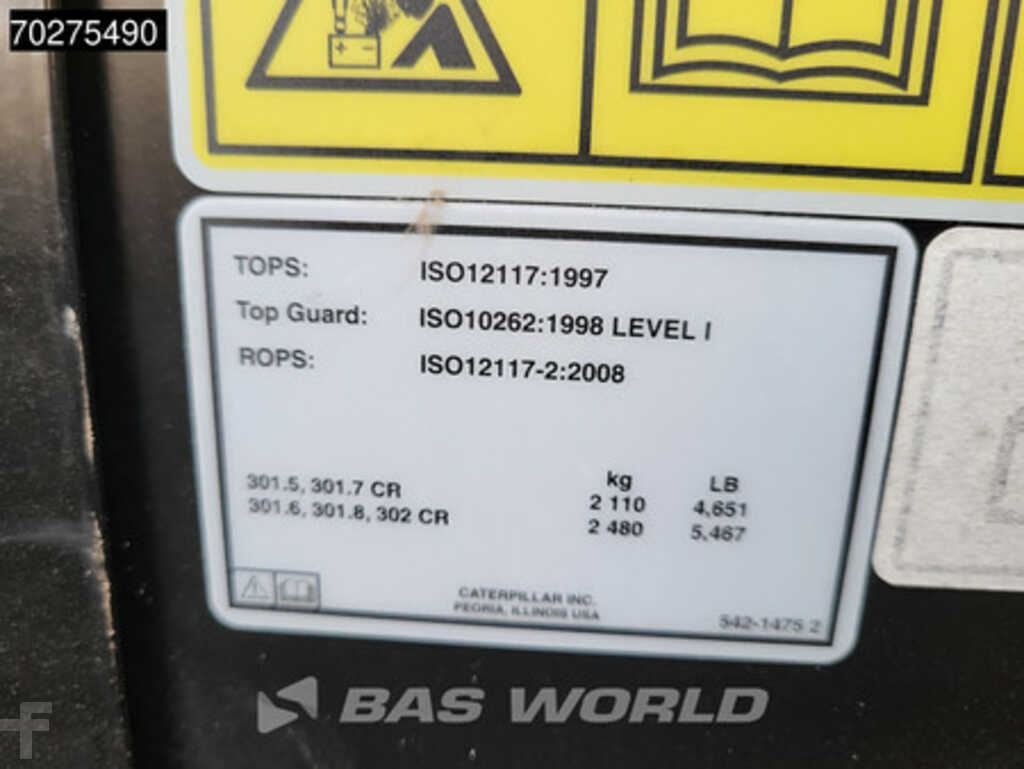 70275490
TOPS: ISO12117:1997
Top Guard: ISO10262:1998 LEVEL I
ROPS: ISO12117-2:2008
kg LB
301.5, 301.7 CR 2 110 4,651
301.6, 301.8, 302 CR 2 480 5,467
CATERPILLAR INC.
PEORIA, ILLINOIS USA
542-1475 2
BAS WORLD